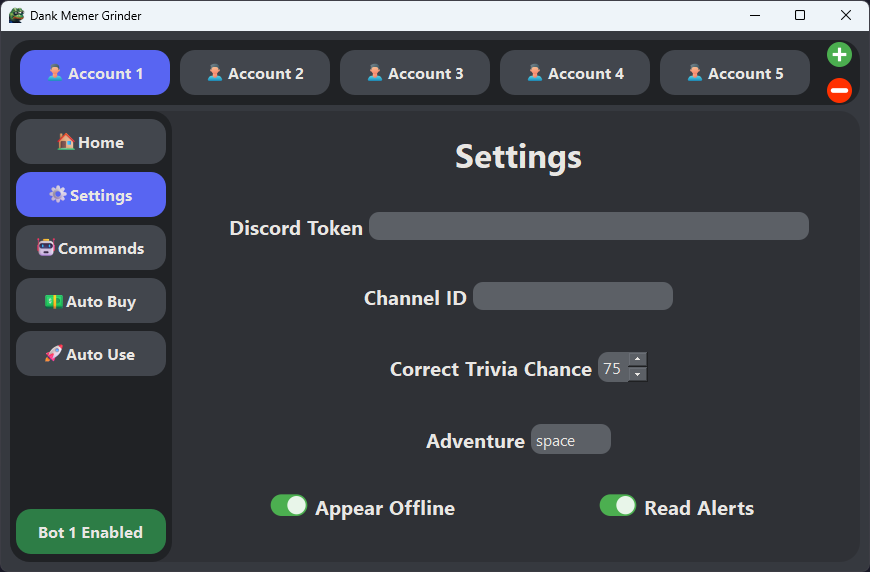 Dank Memer Grinder
Account 1
Account 2
Account 3
Account 4
Account 5
Home
Settings
Commands
Auto Buy
Auto Use
Bot 1 Enabled
Settings
Discord Token
Channel ID
Correct Trivia Chance 75
Adventure space
Appear Offline
Read Alerts